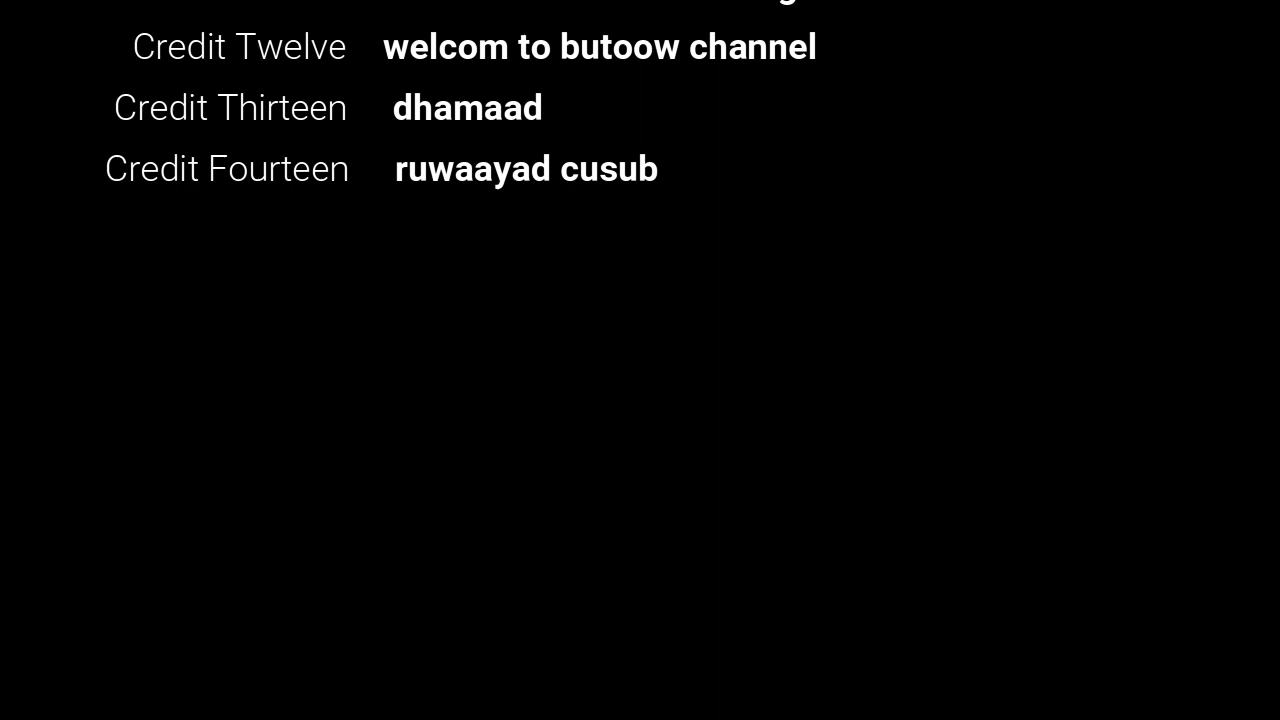 Credit Twelve welcom to butoow channel
Credit Thirteen dhamaad
Credit Fourteen ruwaayad cusub